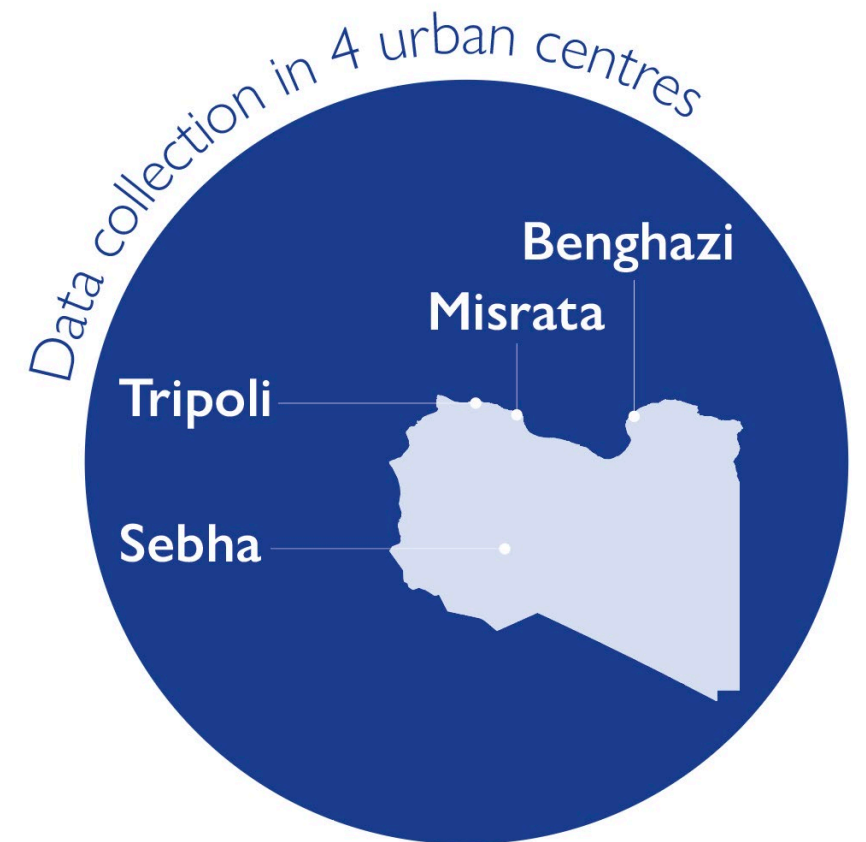 Data collection in 4 urban centres
Benghazi
Misrata
Tripoli
Sebha